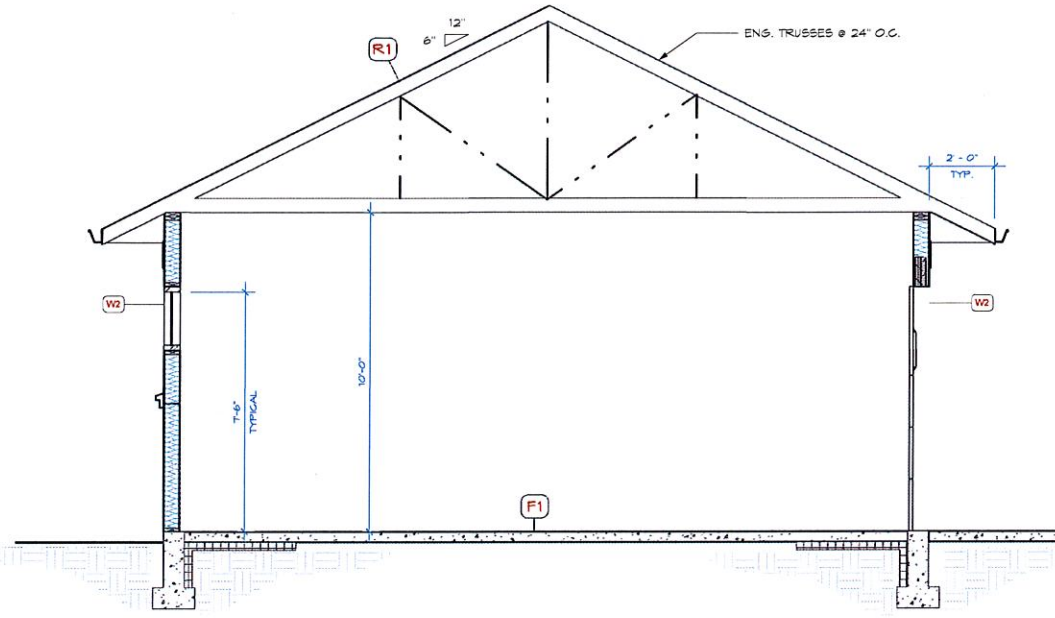 12"
6"
R1
ENG. TRUSSES @ 24" O.C.
2'-0"
TYP.
W2
W2
10'-0"
7'-6"
TYPICAL
F1